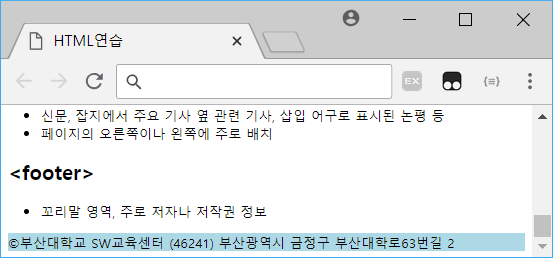 HTML연습
EX
{≡}
신문, 잡지에서 주요 기사 옆 관련 기사, 삽입 어구로 표시된 논평 등
페이지의 오른쪽이나 왼쪽에 주로 배치
<footer>
꼬리말 영역, 주로 저자나 저작권 정보
©부산대학교 SW교육센터 (46241) 부산광역시 금정구 부산대학로63번길 2